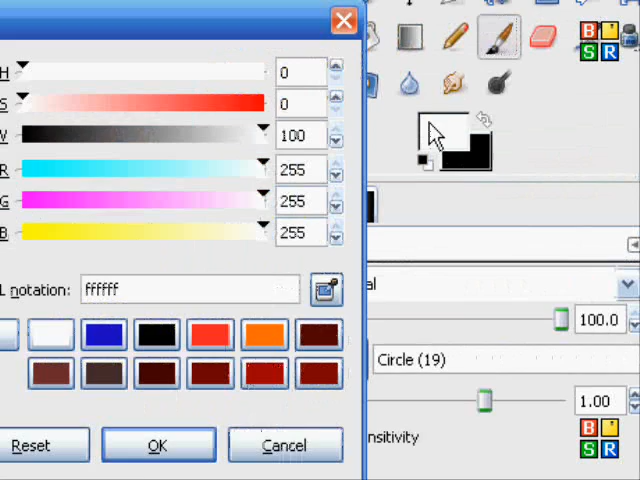 H 0
S 0
V 100
R 255
G 255
B 255
L notation: ffffff
Reset
OK
Cancel
B
S R
al
100.0
Circle (19)
1.00
nsitivity
B
S R